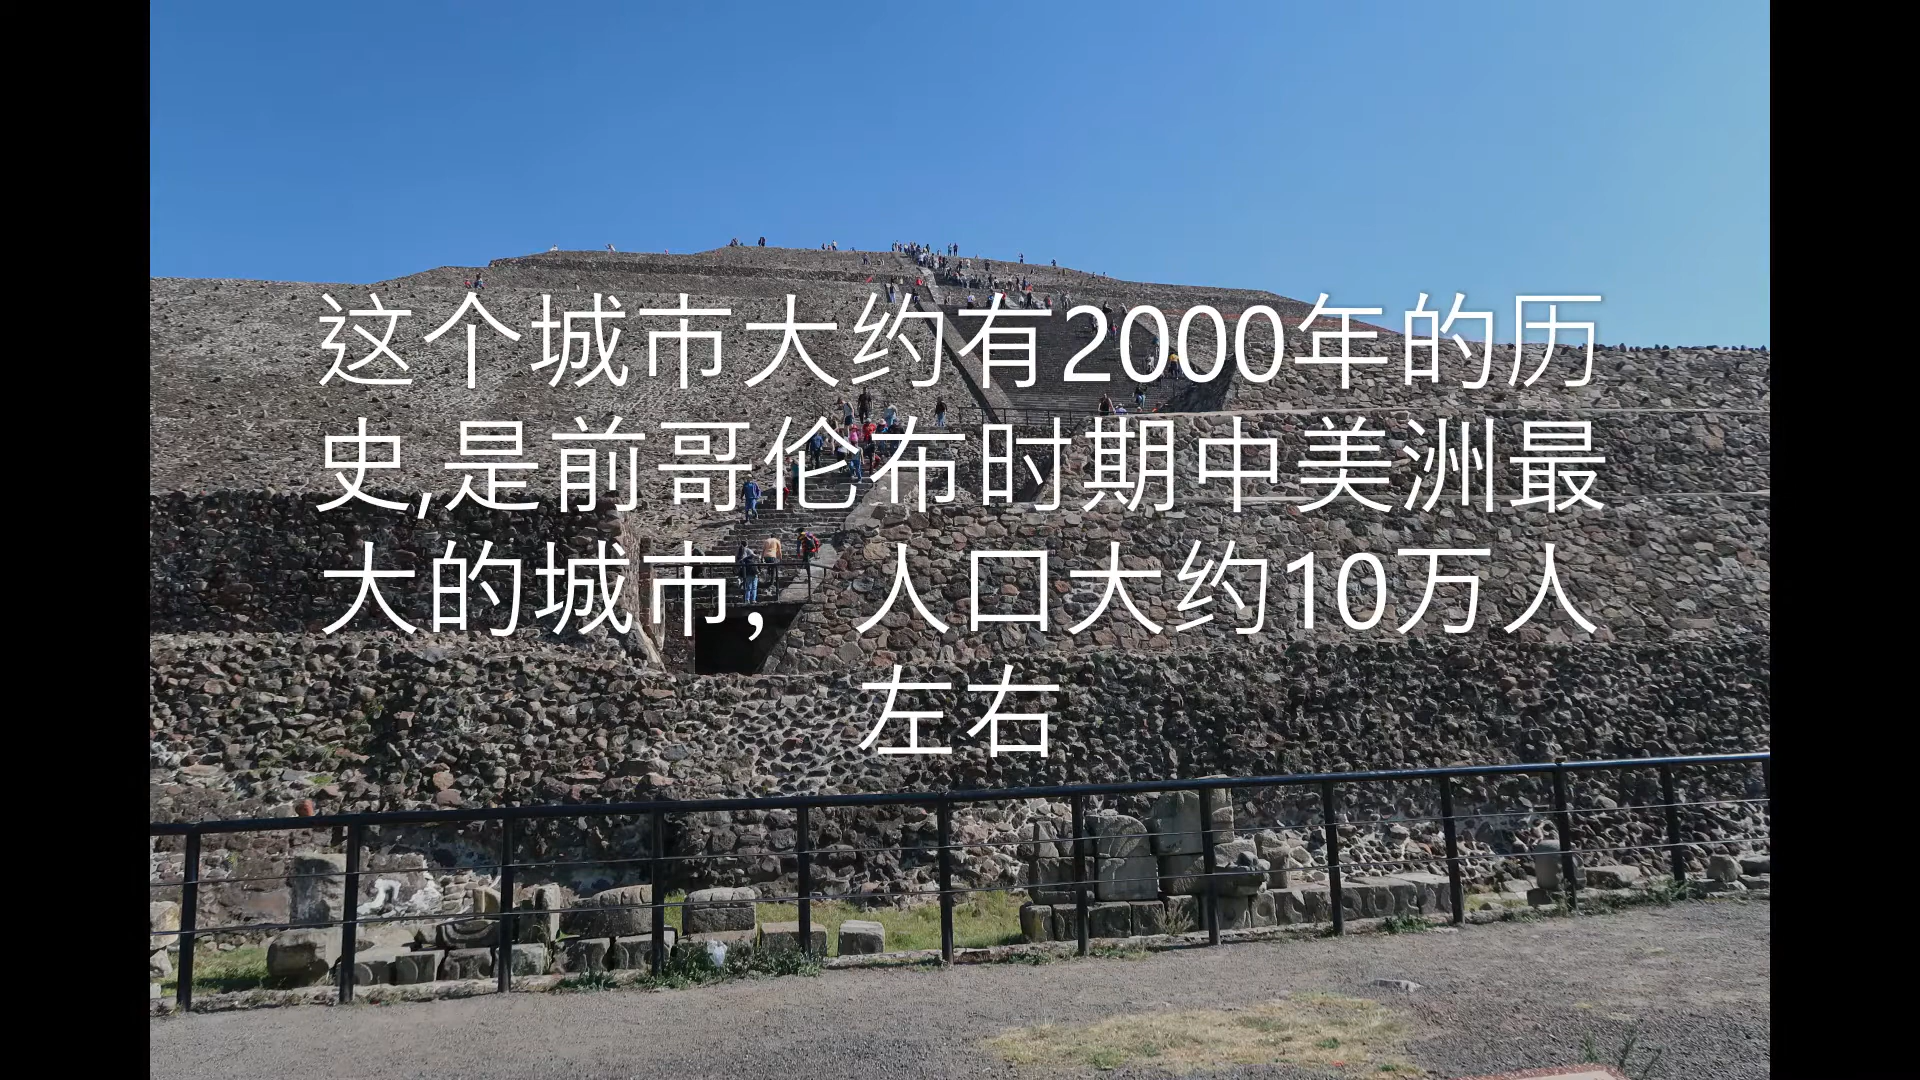 这个城市大约有2000年的历
史,是前哥伦布时期中美洲最
大的城市，人口大约10万人
左右